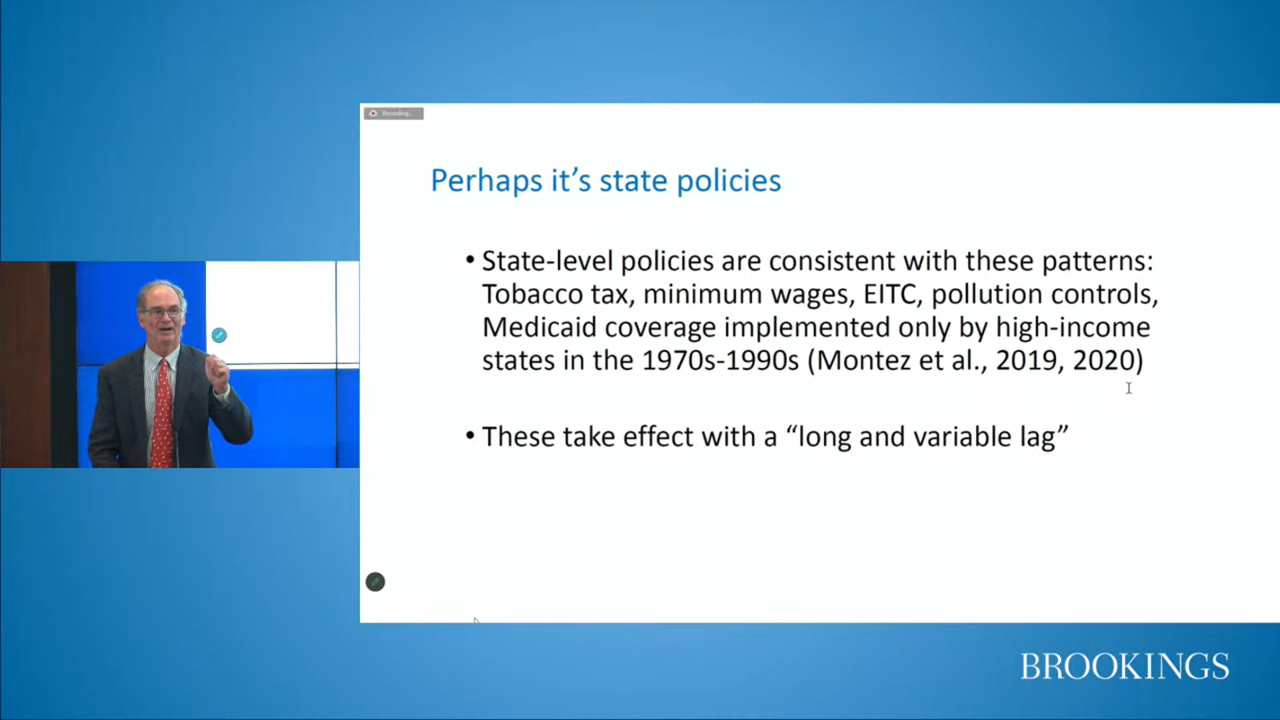 Recording...
Perhaps it's state policies
• State-level policies are consistent with these patterns:
Tobacco tax, minimum wages, EITC, pollution controls,
Medicaid coverage implemented only by high-income
states in the 1970s-1990s (Montez et al., 2019, 2020)
• These take effect with a “long and variable lag”
BROOKINGS